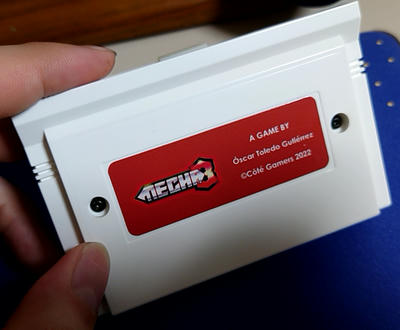 MECHA 8
A GAME BY
Óscar Toledo Gutiérrez
©Côté Gamers 2022